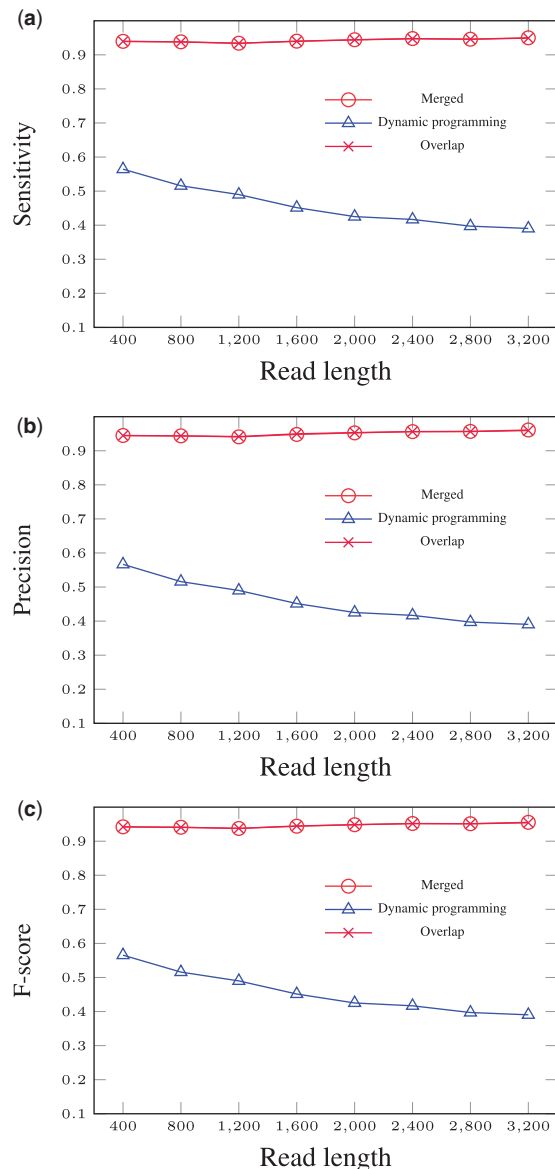 (a)
0.9
0.8
0.7
0.6
0.5
0.4
0.3
0.2
0.1
Sensitivity
Merged
Dynamic programming
Overlap
400 800 1,200 1,600 2,000 2,400 2,800 3,200
Read length
(b)
0.9
0.8
0.7
0.6
0.5
0.4
0.3
0.2
0.1
Precision
Merged
Dynamic programming
Overlap
400 800 1,200 1,600 2,000 2,400 2,800 3,200
Read length
(c)
0.9
0.8
0.7
0.6
0.5
0.4
0.3
0.2
0.1
F-score
Merged
Dynamic programming
Overlap
400 800 1,200 1,600 2,000 2,400 2,800 3,200
Read length